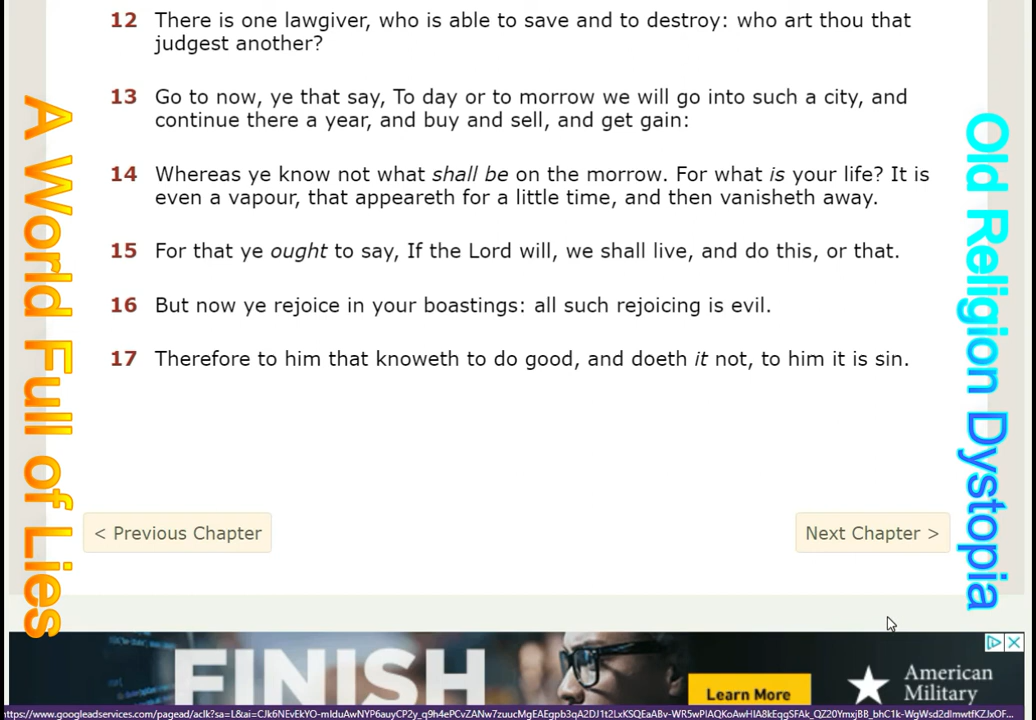 12 There is one lawgiver, who is able to save and to destroy: who art thou that
judgest another?
13 Go to now, ye that say, To day or to morrow we will go into such a city, and
continue there a year, and buy and sell, and get gain:
14 Whereas ye know not what shall be on the morrow. For what is your life? It is
even a vapour, that appeareth for a little time, and then vanisheth away.
15 For that ye ought to say, If the Lord will, we shall live, and do this, or that.
16 But now ye rejoice in your boastings: all such rejoicing is evil.
17 Therefore to him that knoweth to do good, and doeth it not, to him it is sin.
A World Full of Lies
Old Religion Dystopia
< Previous Chapter
Next Chapter >
FINISH
Learn More
American
Military